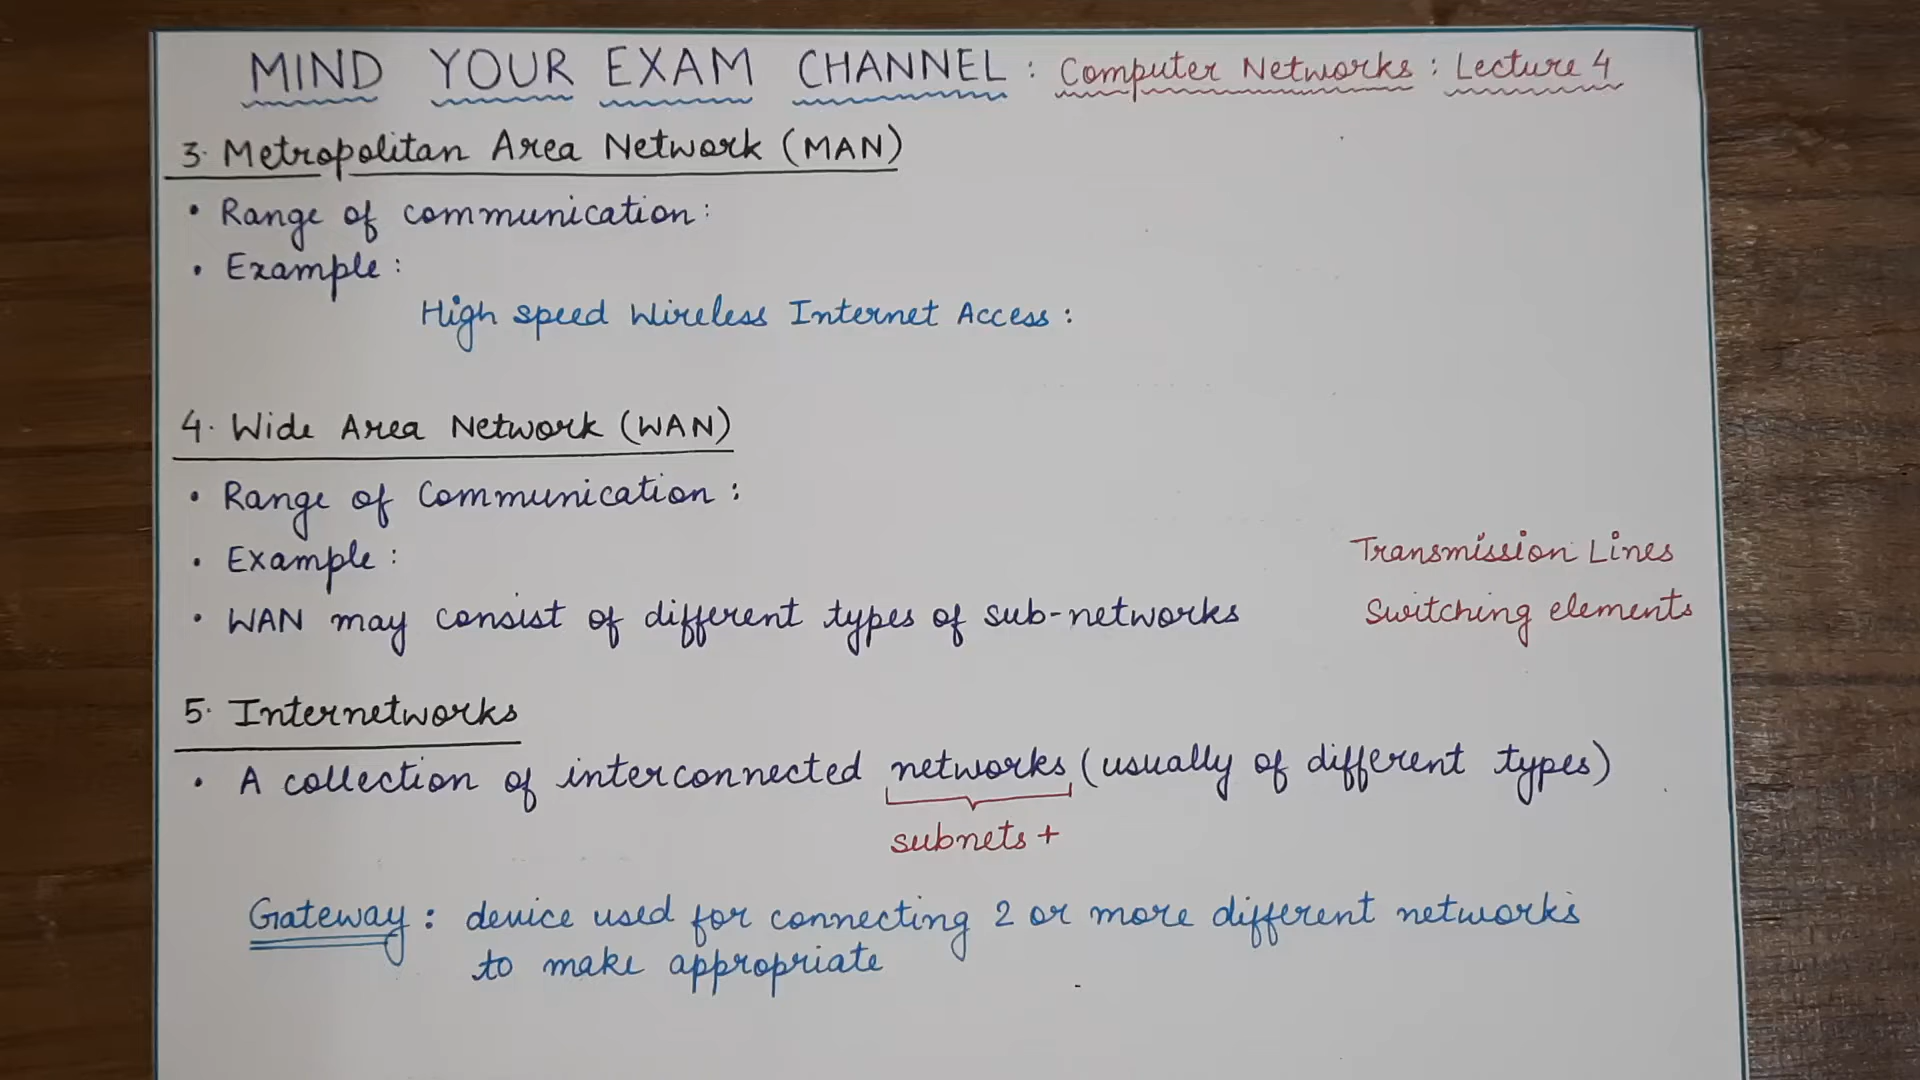 MIND YOUR EXAM CHANNEL : Computer Networks : Lecture 4
3. Metropolitan Area Network (MAN)
• Range of communication :
• Example :
High speed Wireless Internet Access :
4. Wide Area Network (WAN)
• Range of Communication :
• Example :
Transmission Lines
• WAN may consist of different types of sub-networks
Switching elements
5. Internetworks
• A collection of interconnected networks (usually of different types)
subnets +
Gateway : device used for connecting 2 or more different networks
to make appropriate